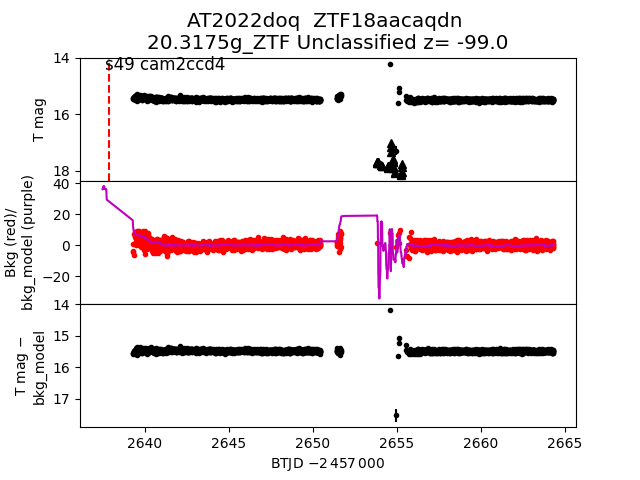 AT2022doq  ZTF18aacaqdn
20.3175g_ZTF Unclassified z= -99.0
s49 cam2ccd4
14
16
18
T mag
40
20
0
−20
Bkg (red)/
bkg_model (purple)
14
15
16
17
T mag −
bkg_model
2640 2645 2650 2655 2660 2665
BTJD −2 457 000